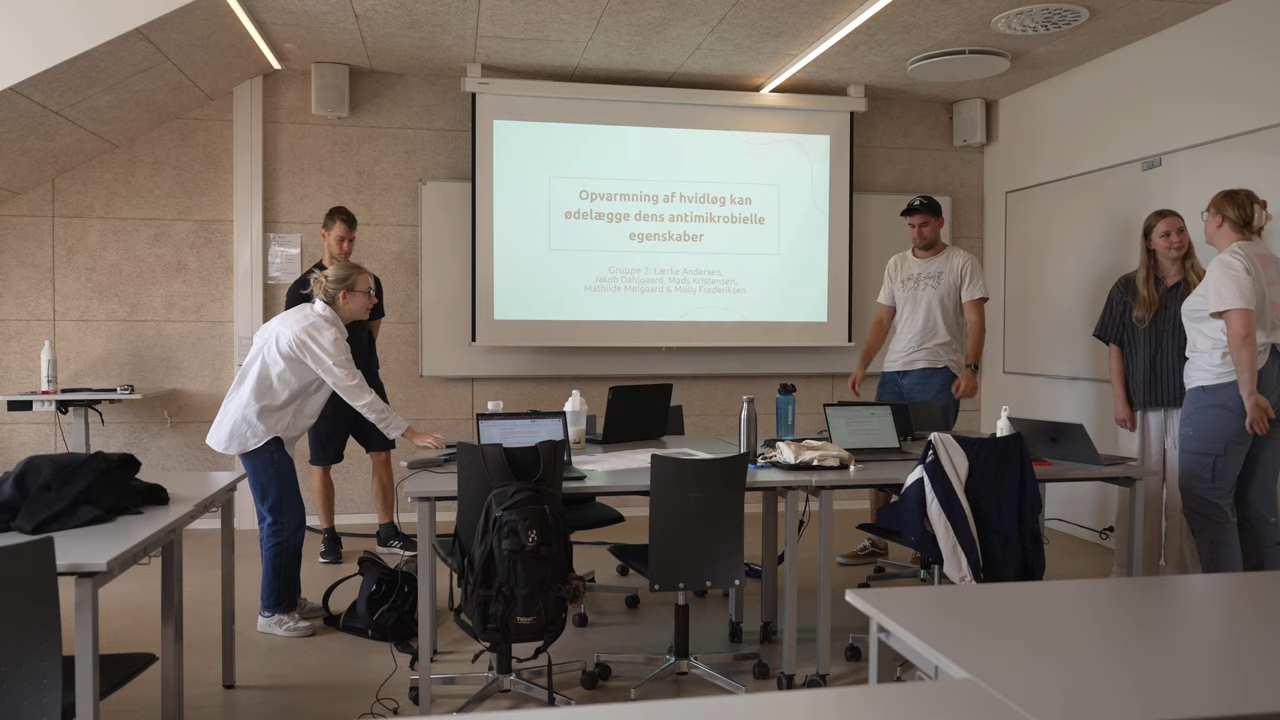 Opvarmning af hvidløg kan
ødelægge dens antimikrobielle
egenskaber
Gruppe 2: Lærke Andersen,
Jakob Dahlgaard, Mads Kristensen,
Mathilde Mølgaard & Molly Frederiksen